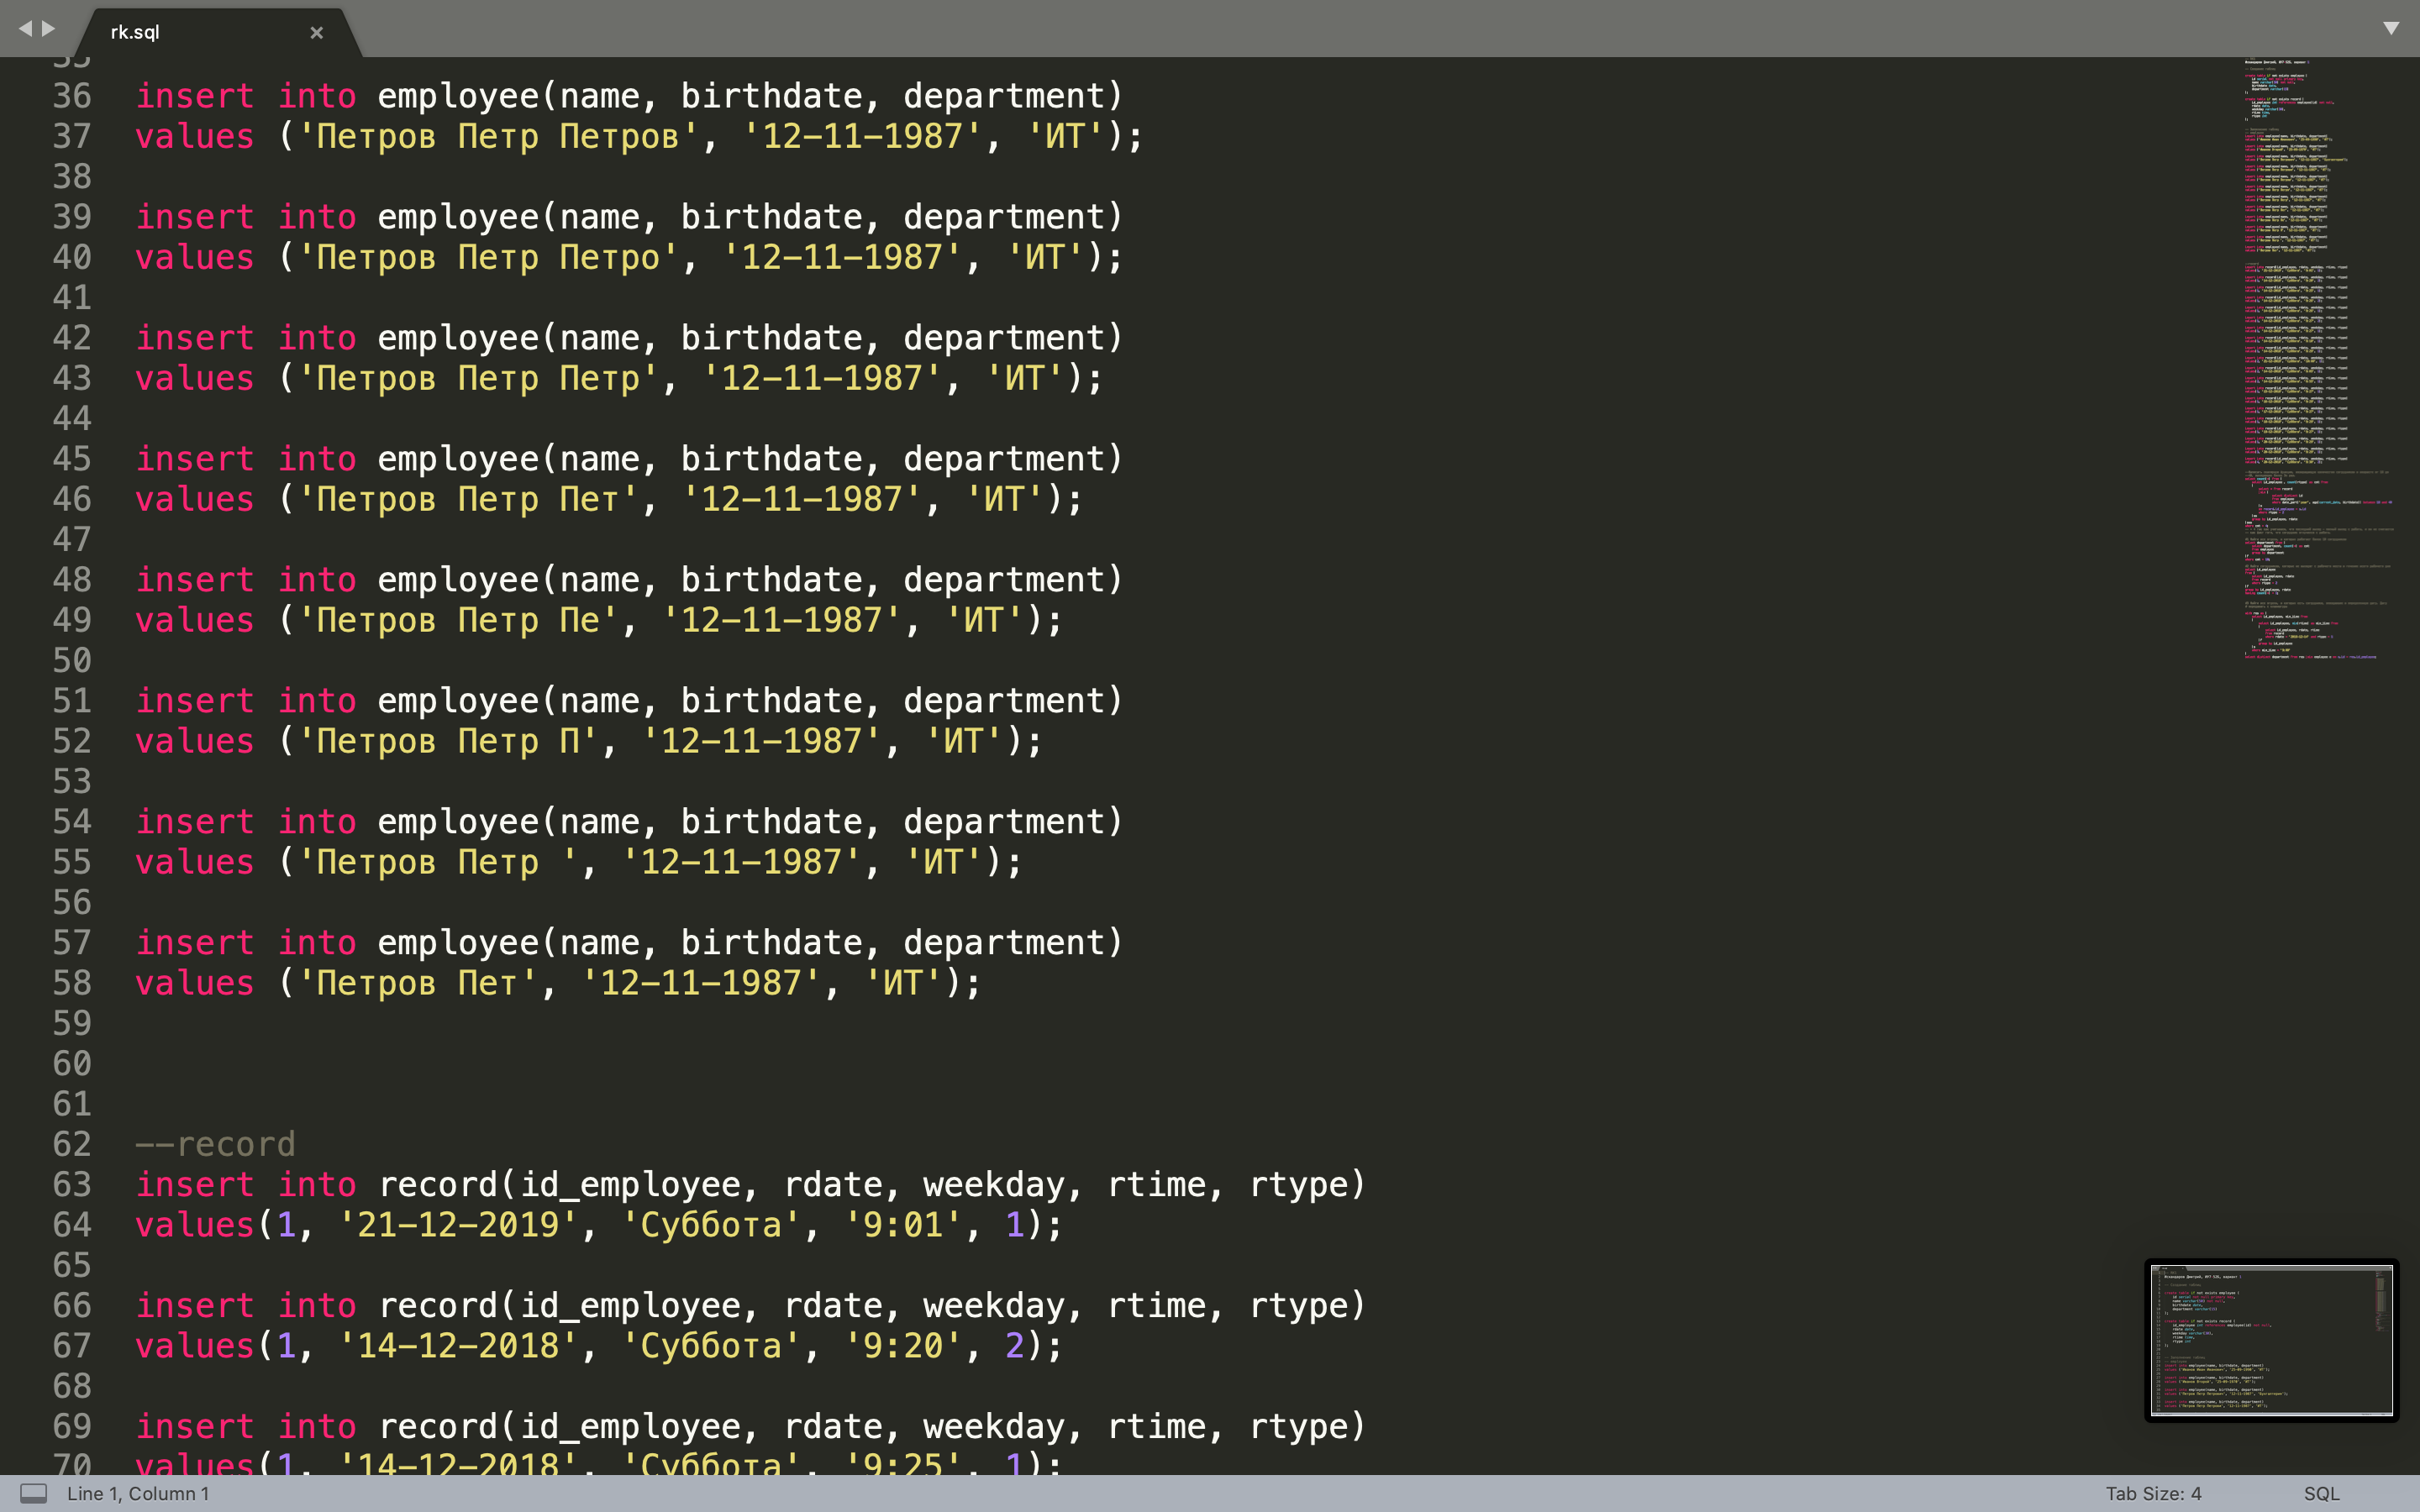 rk.sql
35
36 insert into employee(name, birthdate, department)
37 values ('Петров Петр Петров', '12-11-1987', 'ИТ');
38
39 insert into employee(name, birthdate, department)
40 values ('Петров Петр Петро', '12-11-1987', 'ИТ');
41
42 insert into employee(name, birthdate, department)
43 values ('Петров Петр Петр', '12-11-1987', 'ИТ');
44
45 insert into employee(name, birthdate, department)
46 values ('Петров Петр Пет', '12-11-1987', 'ИТ');
47
48 insert into employee(name, birthdate, department)
49 values ('Петров Петр Пе', '12-11-1987', 'ИТ');
50
51 insert into employee(name, birthdate, department)
52 values ('Петров Петр П', '12-11-1987', 'ИТ');
53
54 insert into employee(name, birthdate, department)
55 values ('Петров Петр ', '12-11-1987', 'ИТ');
56
57 insert into employee(name, birthdate, department)
58 values ('Петров Пет', '12-11-1987', 'ИТ');
59
60
61
62 --record
63 insert into record(id_employee, rdate, weekday, rtime, rtype)
64 values(1, '21-12-2019', 'Суббота', '9:01', 1);
65
66 insert into record(id_employee, rdate, weekday, rtime, rtype)
67 values(1, '14-12-2018', 'Суббота', '9:20', 2);
68
69 insert into record(id_employee, rdate, weekday, rtime, rtype)
70 values(1, '14-12-2018', 'Суббота', '9:25', 1);
Line 1, Column 1
Tab Size: 4
SQL